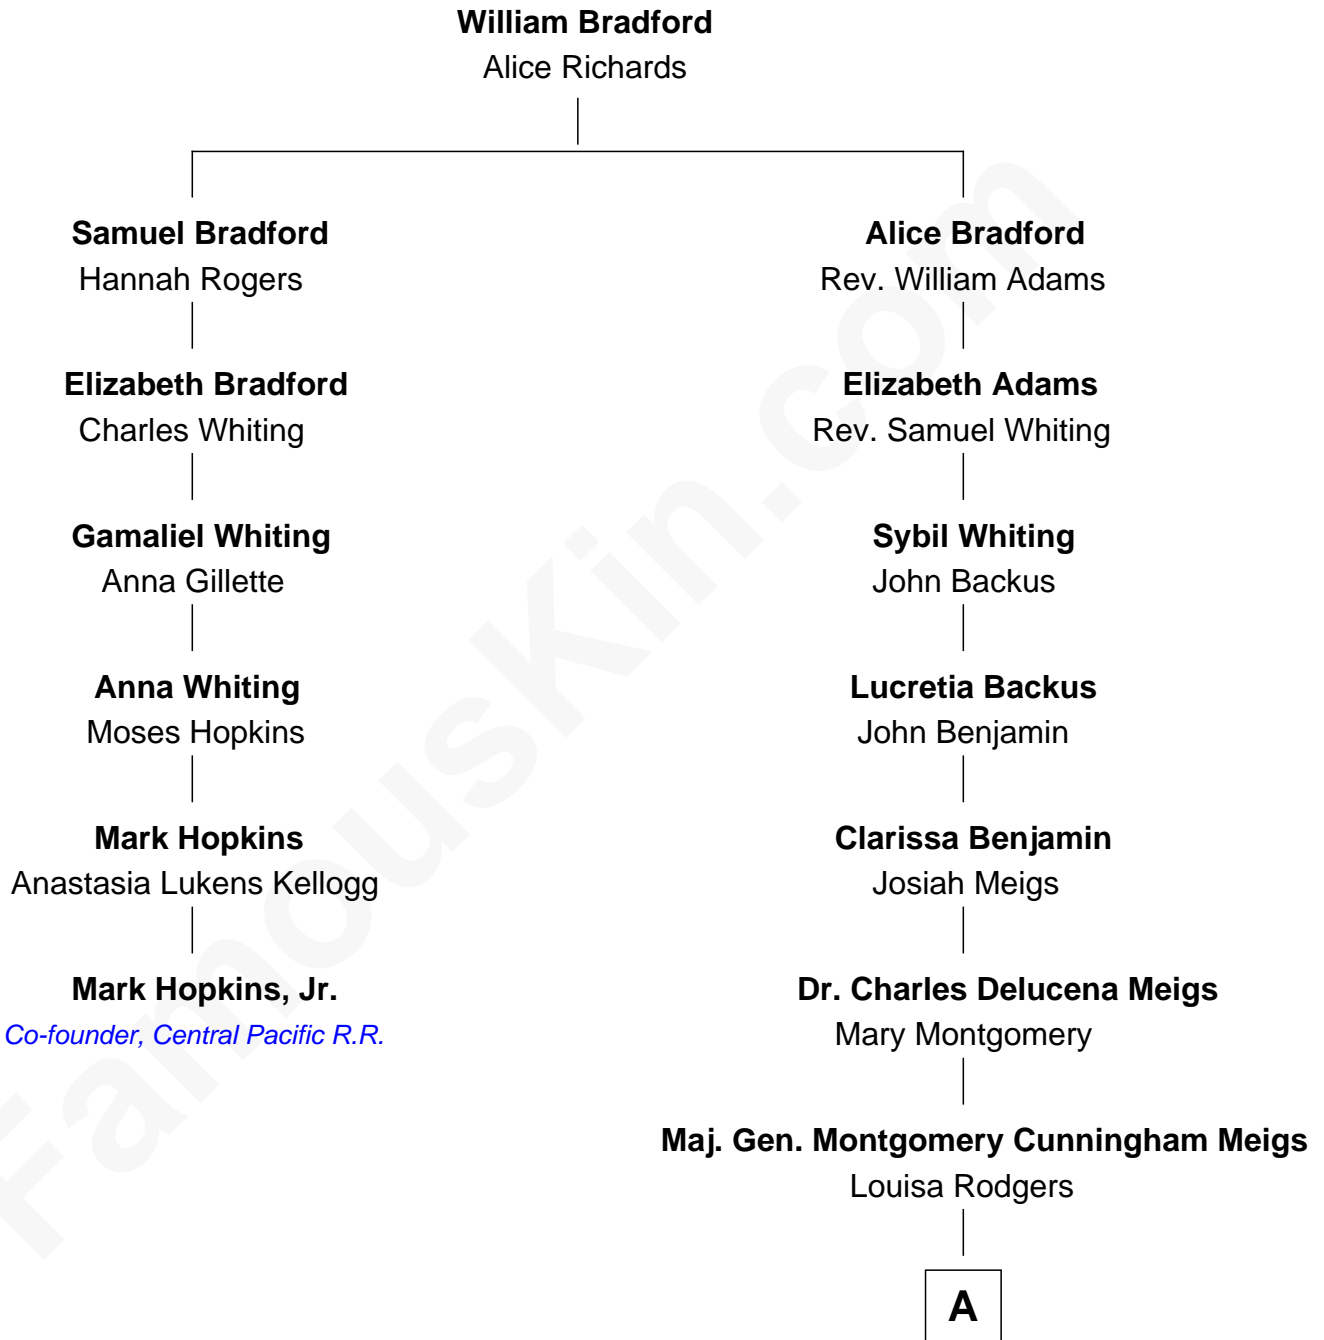 William Bradford
Alice Richards
Samuel Bradford
Hannah Rogers
Alice Bradford
Rev. William Adams
Elizabeth Bradford
Charles Whiting
Elizabeth Adams
Rev. Samuel Whiting
Gamaliel Whiting
Anna Gillette
Sybil Whiting
John Backus
Anna Whiting
Moses Hopkins
Lucretia Backus
John Benjamin
Mark Hopkins
Anastasia Lukens Kellogg
Clarissa Benjamin
Josiah Meigs
Mark Hopkins, Jr.
Co-founder, Central Pacific R.R.
Dr. Charles Delucena Meigs
Mary Montgomery
Maj. Gen. Montgomery Cunningham Meigs
Louisa Rodgers
A
FamousKin.com